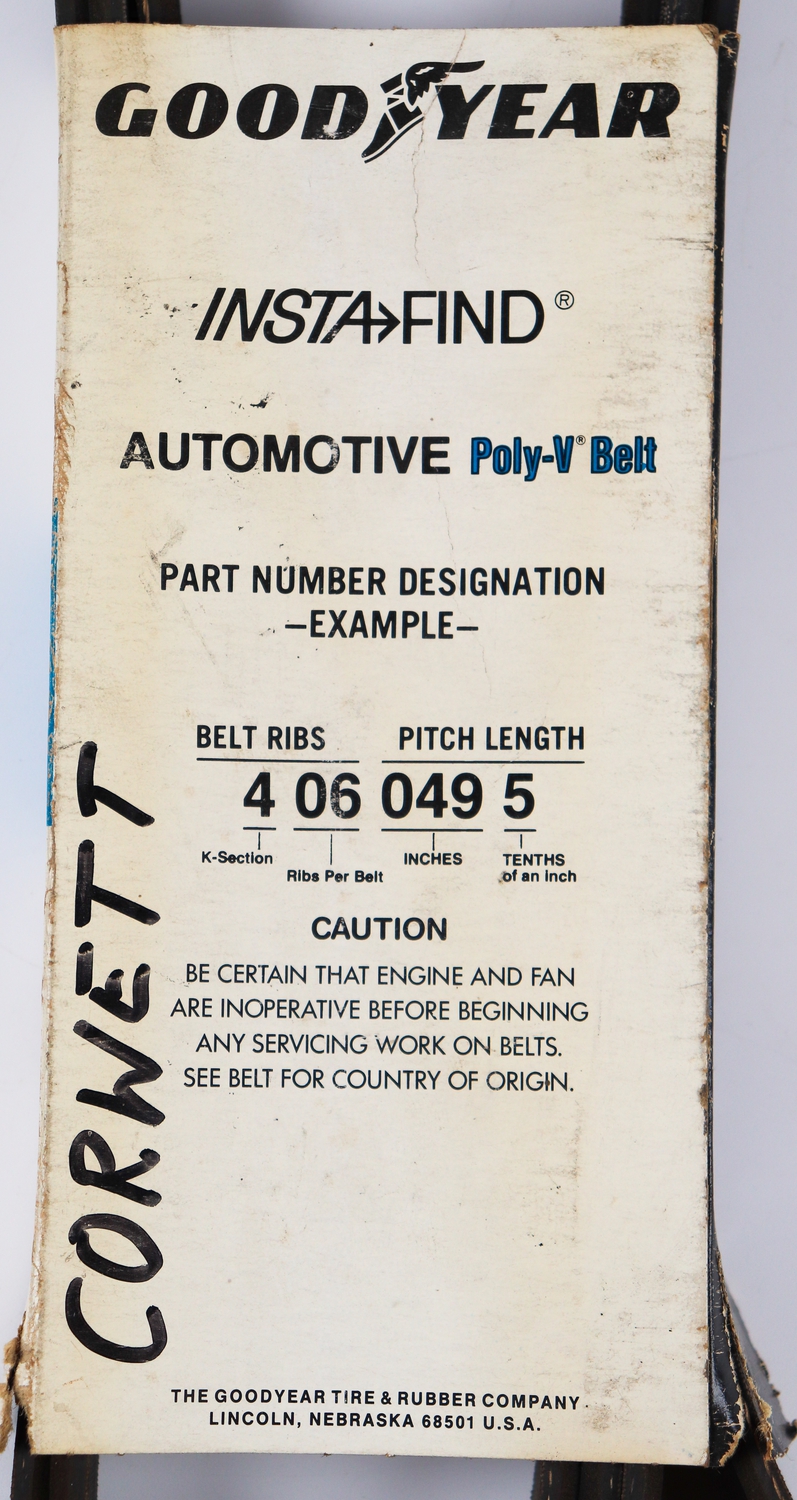 GOODYEAR
INSTA→FIND®
AUTOMOTIVE Poly-V® Belt
PART NUMBER DESIGNATION
—EXAMPLE—
BELT RIBS PITCH LENGTH
4 06 049 5
K-Section Ribs Per Belt INCHES TENTHS of an Inch
CAUTION
BE CERTAIN THAT ENGINE AND FAN
ARE INOPERATIVE BEFORE BEGINNING
ANY SERVICING WORK ON BELTS.
SEE BELT FOR COUNTRY OF ORIGIN.
CORWETT
THE GOODYEAR TIRE & RUBBER COMPANY.
LINCOLN, NEBRASKA 68501 U.S.A.